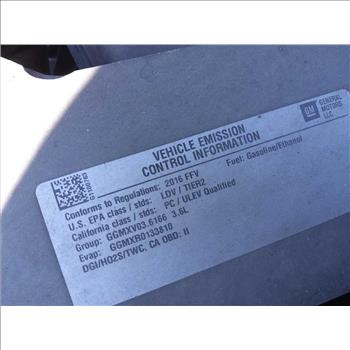 VEHICLE EMISSION
CONTROL INFORMATION
GM
GENERAL
MOTORS
LLC
Conforms to Regulations: 2016 FFV
Fuel: Gasoline/Ethanol
U.S. EPA class / stds: LDV / TIER2
California class / stds: PC / ULEV Qualified
Group: GGMXV03.6166 3.6L
Evap: GGMXR0133810
DGI/HO2S/TWC, CA OBD: II